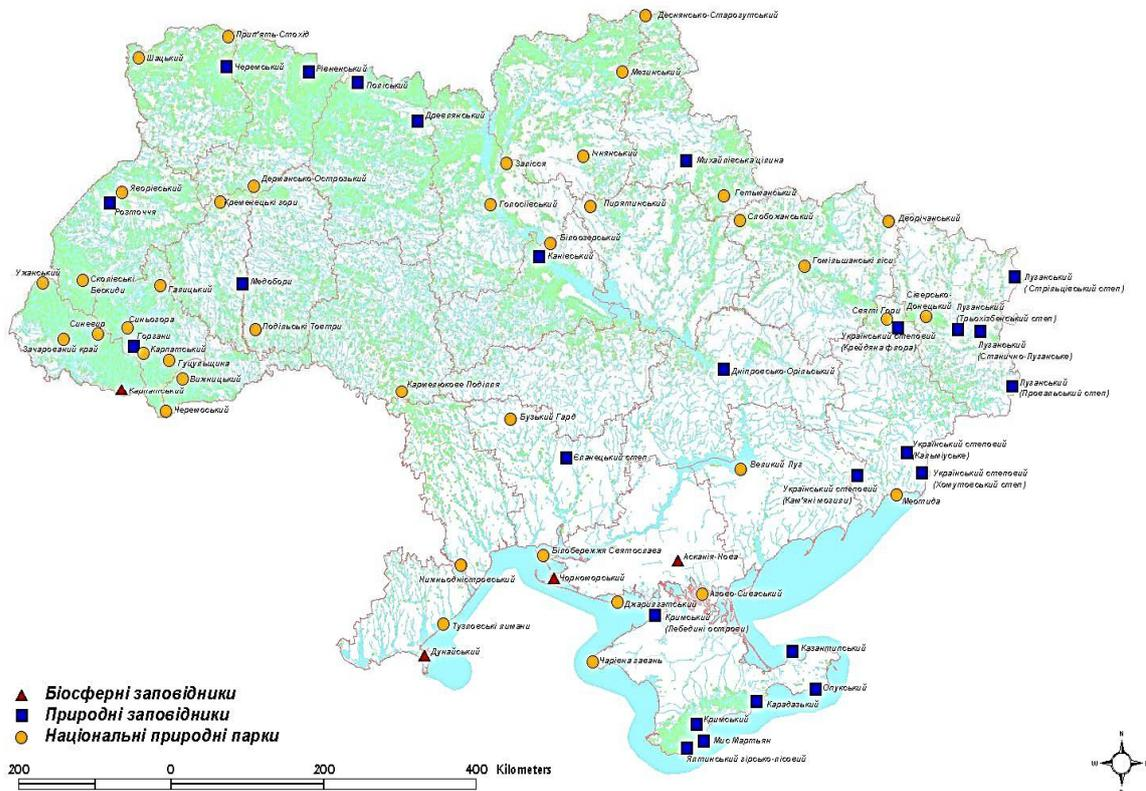 Деснянсько-Старогутський
Прип'ять-Стохід
Шацький
Черемський
Рівненський
Поліський
Мезинський
Древлянський
Залісся
Ічнянський
Михайлівська цілина
Дермансько-Острозький
Яворівський
Розточчя
Кременецькі гори
Голосіївський
Пирятинський
Гетьманський
Слобожанський
Дворічанський
Білоозерський
Канівський
Гомільшанські ліси
Ужанський
Сколівські
Бескиди
Галицький
Медобори
Луганський
(Стрільцівський степ)
Сіверсько-
Донецький
Святі Гори
Луганський
(Трьохізбенський степ)
Український степовий
(Крейдяна флора)
Луганський
(Станично-Луганське)
Синевир
Синьогора
Горгани
Зачарований край
Карпатський
Гуцульщина
Подільські Товтри
Вижницький
Карпатський
Черемоський
Кармелюкове Поділля
Дніпровсько-Орільський
Луганський
(Провальський степ)
Бузький Гард
Єланецький степ
Великий Луг
Український степовий
(Кальміуське)
Український степовий
(Хомутовський степ)
Український степовий
(Кам'яні могили)
Меотида
Білобережжя Святослава
Асканія-Нова
Нижньодністровський
Чорноморський
Джарилгатський
Азово-Сиваський
Кримський
(Лебедині острови)
Тузловські лимани
Дунайський
Чарівна гавань
Казантипський
Опукський
Карадазький
Кримський
Мис Мартьян
Ялтинський гірсько-лісовий
Біосферні заповідники
Природні заповідники
Національні природні парки
200 0 200 400 Kilometers
N
W